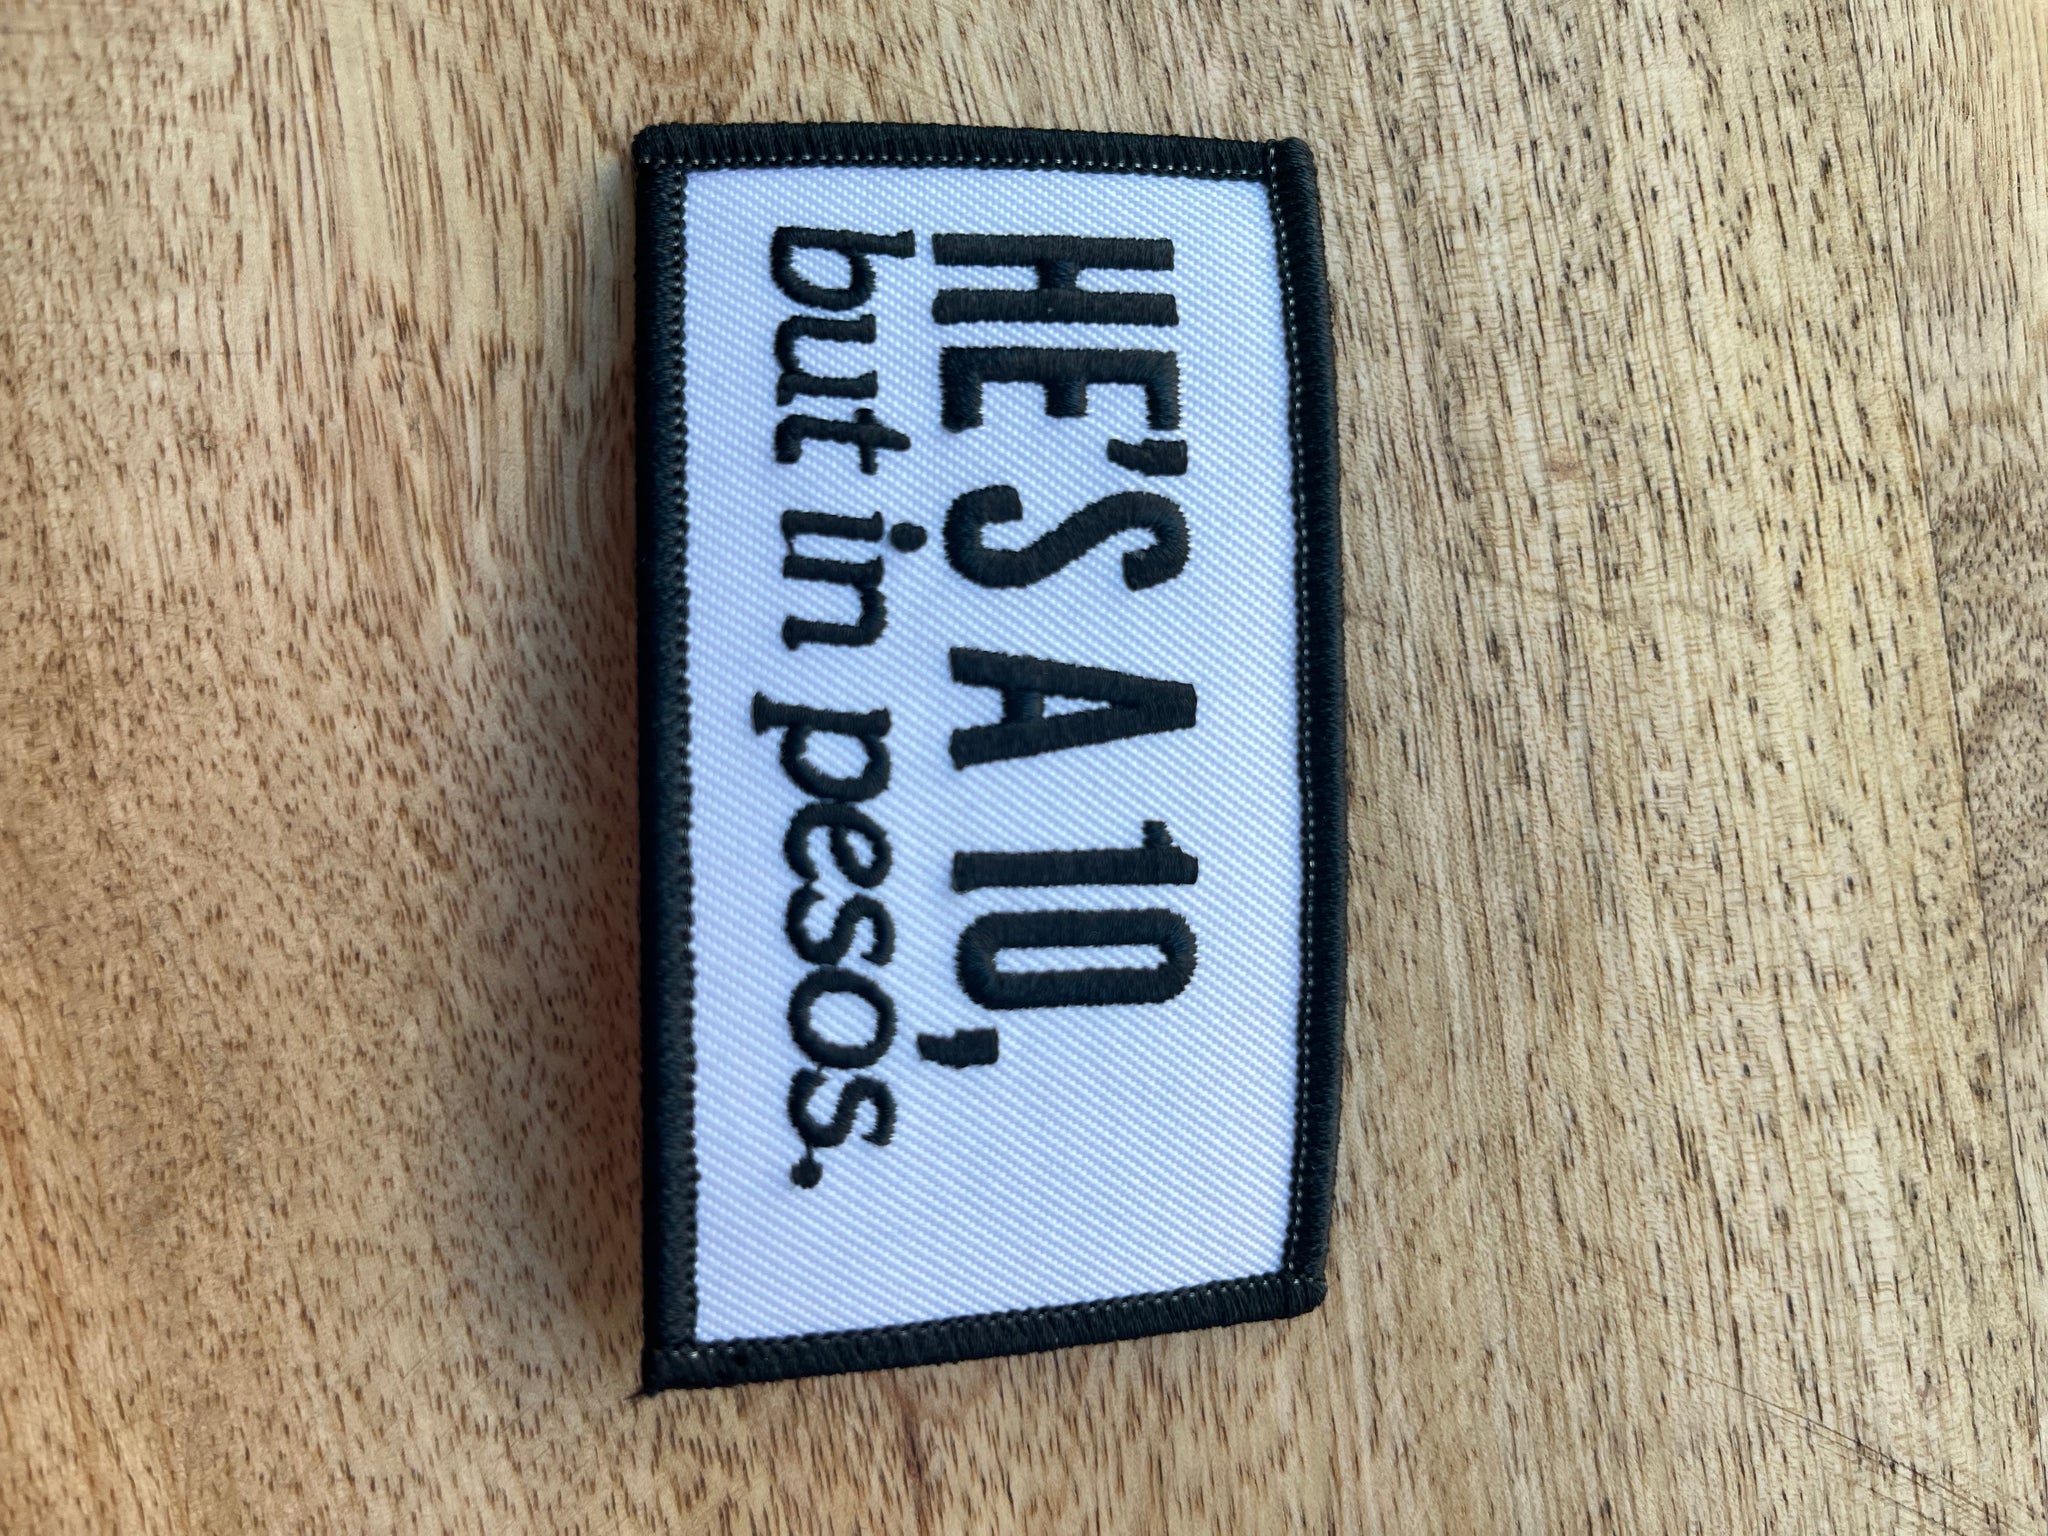 HE'S A 10,
but in pesos.